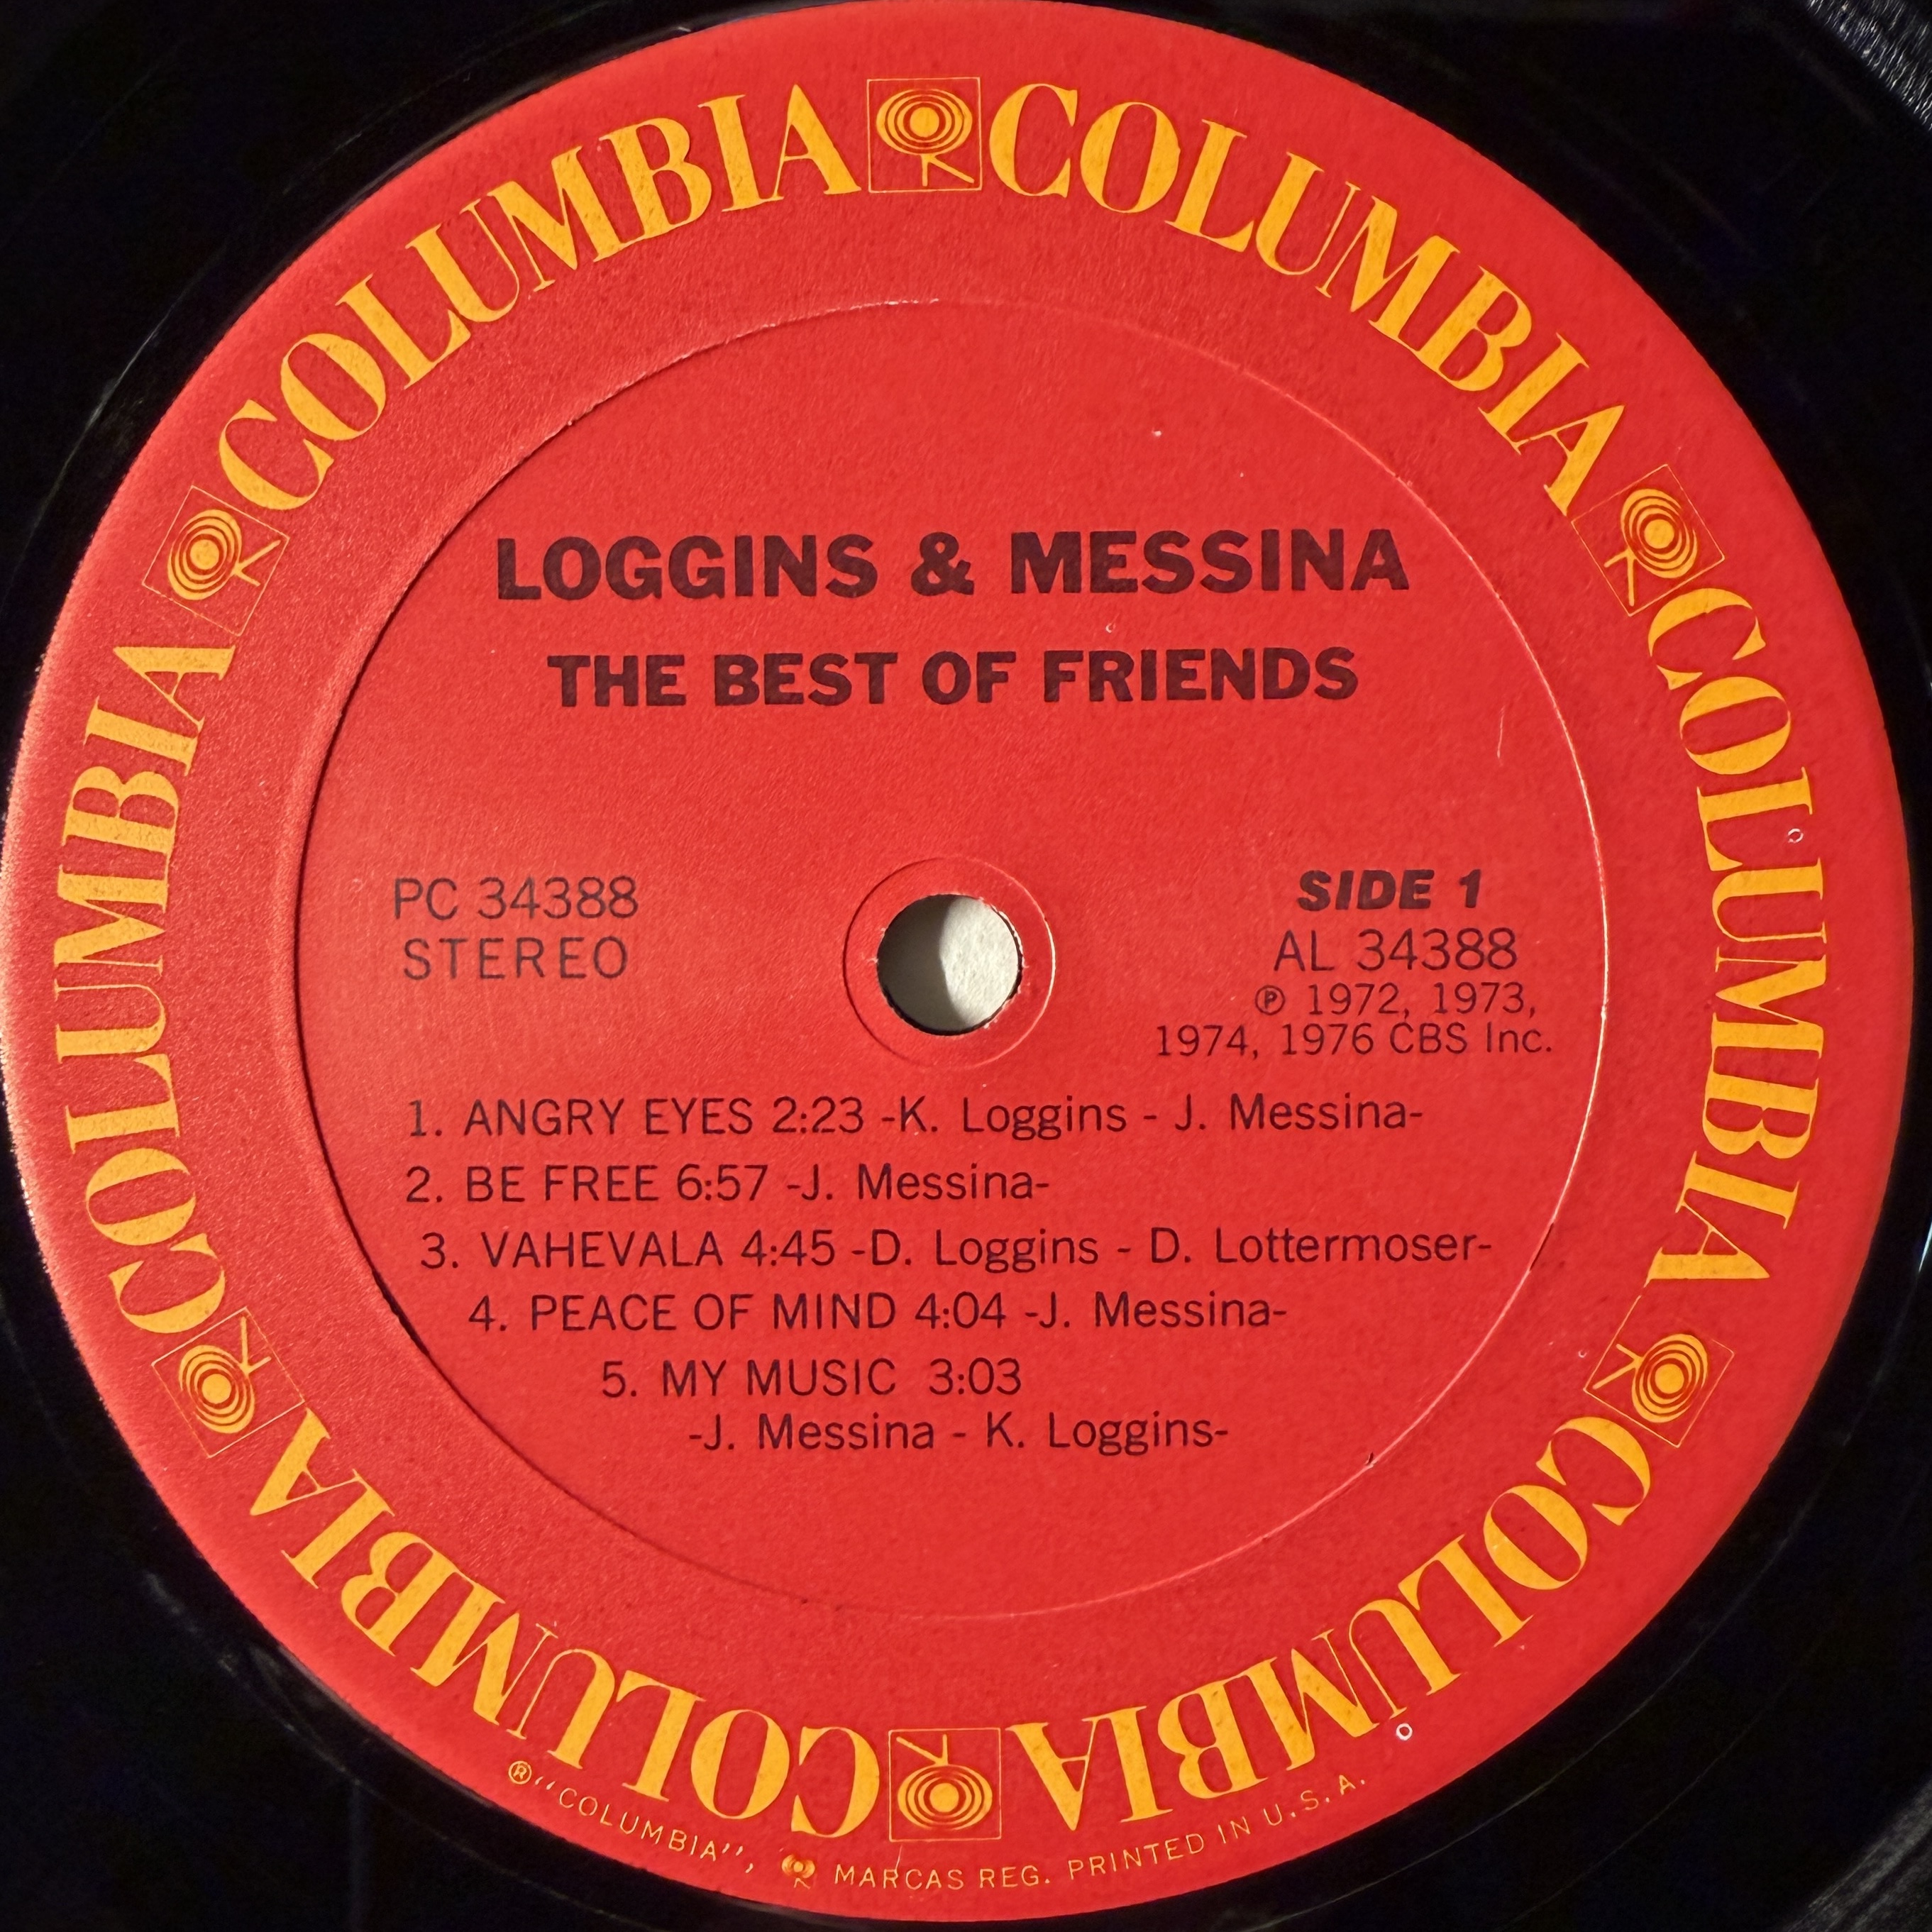 COLUMBIA COLUMBIA COLUMBIA COLUMBIA COLUMBIA COLUMBIA
LOGGINS & MESSINA
THE BEST OF FRIENDS
PC 34388
STEREO
SIDE 1
AL 34388
℗ 1972, 1973,
1974, 1976 CBS Inc.
1. ANGRY EYES 2:23 -K. Loggins - J. Messina-
2. BE FREE 6:57 -J. Messina-
3. VAHEVALA 4:45 -D. Loggins - D. Lottermoser-
4. PEACE OF MIND 4:04 -J. Messina-
5. MY MUSIC 3:03
-J. Messina - K. Loggins-
®"COLUMBIA", MARCAS REG. PRINTED IN U.S.A.